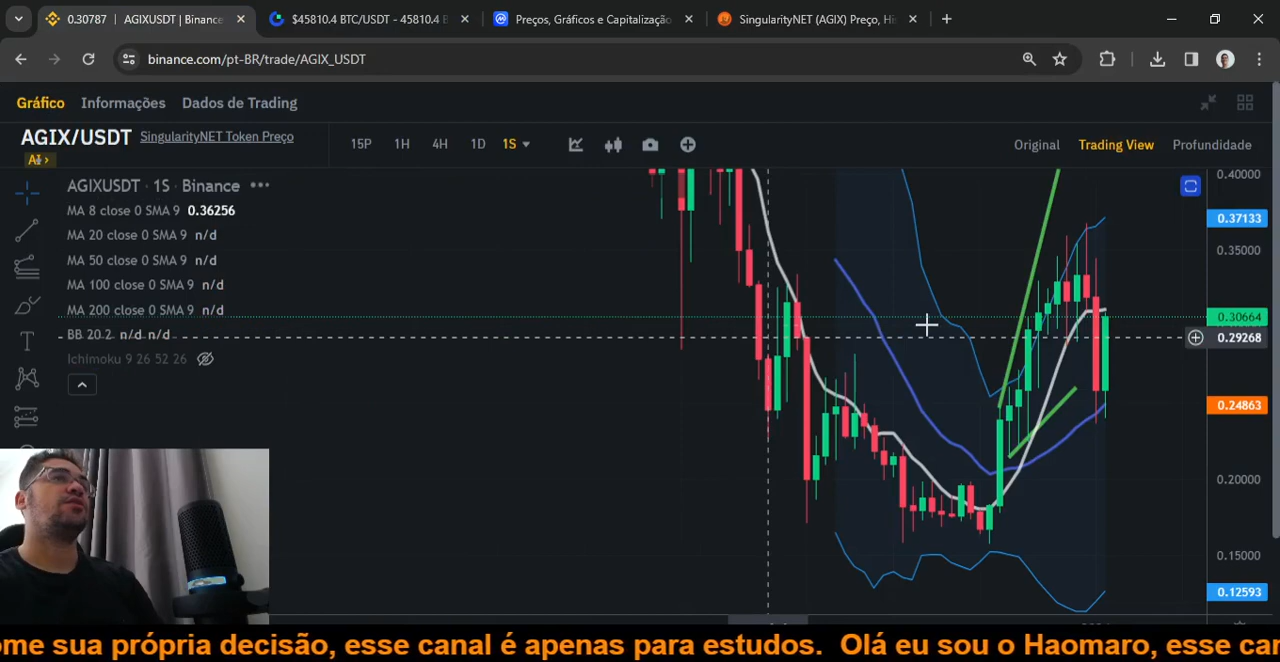 0.30787 | AGIXUSDT | Binance
$45810.4 BTC/USDT - 45810.4 B
Preços, Gráficos e Capitalização
SingularityNET (AGIX) Preço, His
binance.com/pt-BR/trade/AGIX_USDT
Gráfico Informações Dados de Trading
AGIX/USDT SingularityNET Token Preço
15P 1H 4H 1D 1S
Original Trading View Profundidade
AGIXUSDT · 1S · Binance
MA 8 close 0 SMA 9 0.36256
MA 20 close 0 SMA 9 n/d
MA 50 close 0 SMA 9 n/d
MA 100 close 0 SMA 9 n/d
MA 200 close 0 SMA 9 n/d
BB 20 2 n/d n/d
Ichimoku 9 26 52 26
0.40000
0.37133
0.35000
0.30664
0.29268
0.24863
0.20000
0.15000
0.12593
ome sua própria decisão, esse canal é apenas para estudos. Olá eu sou o Haomaro, esse can